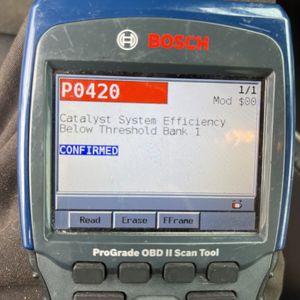 BOSCH
P0420
1/1
Mod $00
Catalyst System Efficiency
Below Threshold Bank 1
CONFIRMED
Read Erase FFrame
ProGrade OBD II Scan Tool